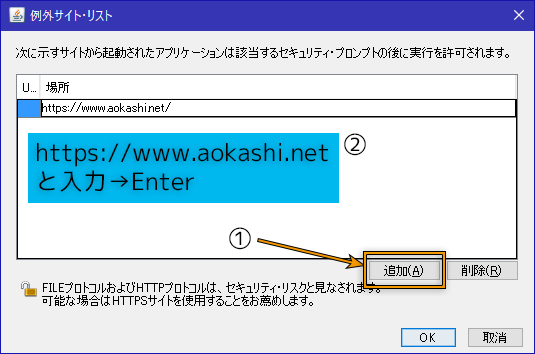 例外サイト・リスト
次に示すサイトから起動されたアプリケーションは該当するセキュリティ・プロンプトの後に実行を許可されます。
U... 場所
https://www.aokashi.net/
https://www.aokashi.net ②
と入力→Enter
①
追加(A) 削除(R)
FILEプロトコルおよびHTTPプロトコルは、セキュリティ・リスクと見なされます。
可能な場合はHTTPSサイトを使用することをお薦めします。
OK 取消